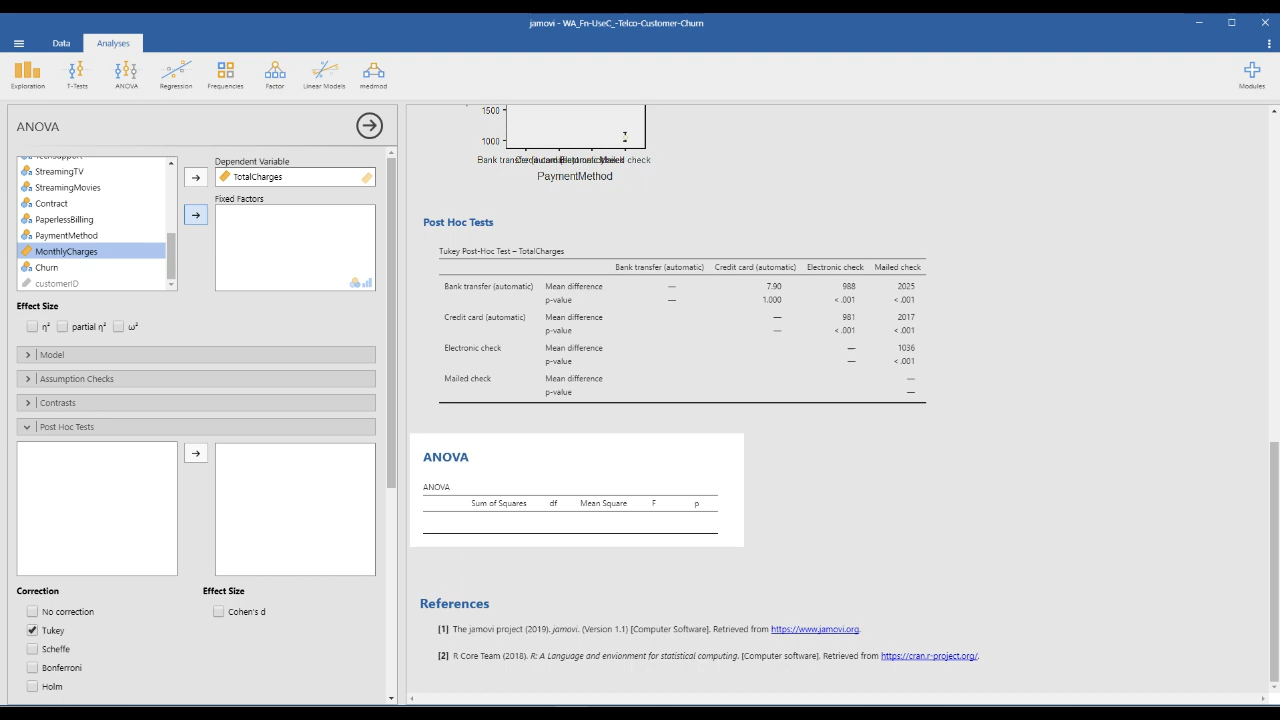 jamovi - WA_Fn-UseC_-Telco-Customer-Churn
Data
Analyses
Exploration
T-Tests
ANOVA
Regression
Frequencies
Factor
Linear Models
medmod
Modules
ANOVA
TechSupport
StreamingTV
StreamingMovies
Contract
PaperlessBilling
PaymentMethod
MonthlyCharges
Churn
customerID
Dependent Variable
TotalCharges
Fixed Factors
Effect Size
η² partial η² ω²
Model
Assumption Checks
Contrasts
Post Hoc Tests
Correction
No correction
Tukey
Scheffe
Bonferroni
Holm
Effect Size
Cohen's d
1500
1000
PaymentMethod
Post Hoc Tests
Tukey Post-Hoc Test – TotalCharges
Bank transfer (automatic) Credit card (automatic) Electronic check Mailed check
Bank transfer (automatic) Mean difference — 7.90 988 2025
p-value — 1.000 < .001 < .001
Credit card (automatic) Mean difference — 981 2017
p-value — < .001 < .001
Electronic check Mean difference — 1036
p-value — < .001
Mailed check Mean difference —
p-value —
ANOVA
ANOVA
Sum of Squares df Mean Square F p
References
[1] The jamovi project (2019). jamovi. (Version 1.1) [Computer Software]. Retrieved from https://www.jamovi.org.
[2] R Core Team (2018). R: A Language and envionment for statistical computing. [Computer software]. Retrieved from https://cran.r-project.org/.